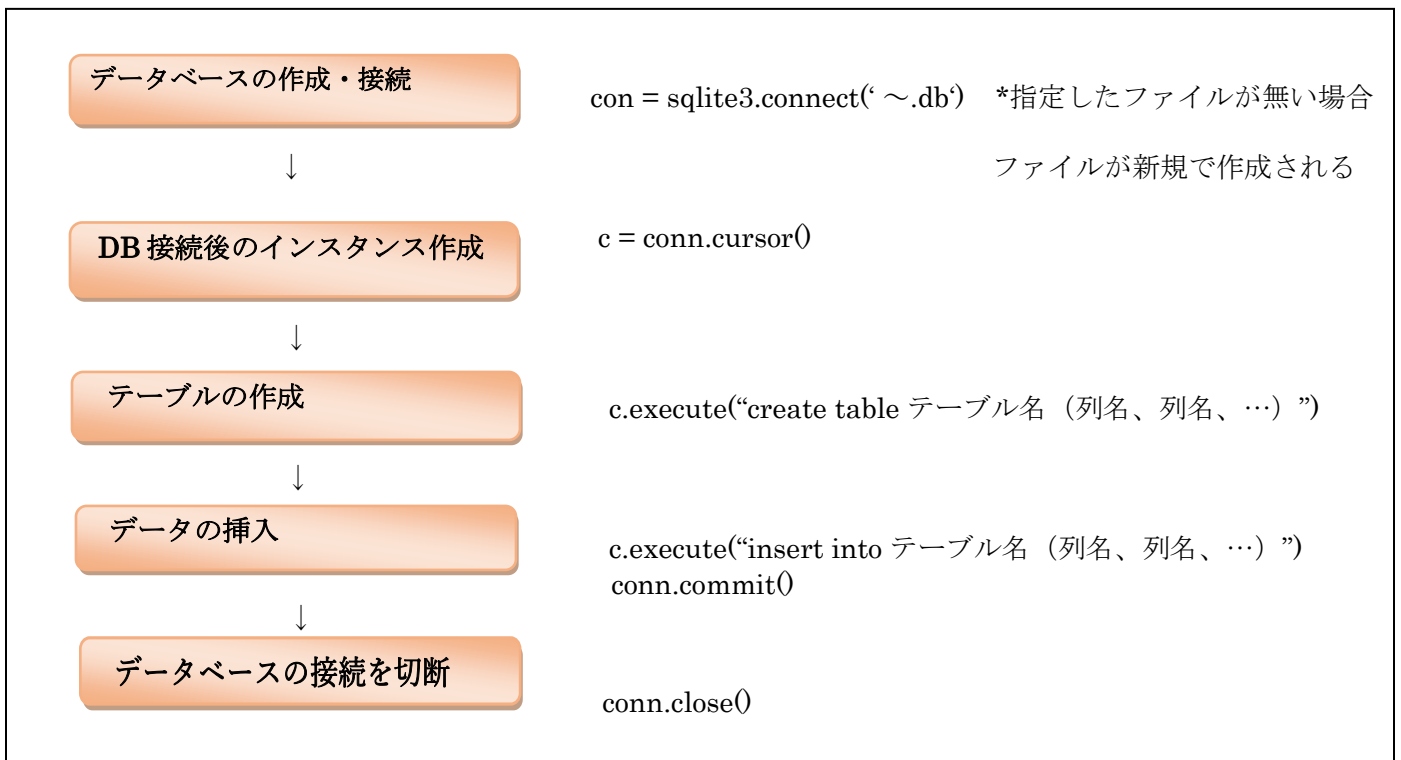 データベースの作成・接続
con = sqlite3.connect(‘ ～.db‘) *指定したファイルが無い場合
ファイルが新規で作成される
↓
DB 接続後のインスタンス作成
c = conn.cursor()
↓
テーブルの作成
c.execute(“create table テーブル名（列名、列名、…）”)
↓
データの挿入
c.execute(“insert into テーブル名（列名、列名、…）”)
conn.commit()
↓
データベースの接続を切断
conn.close()